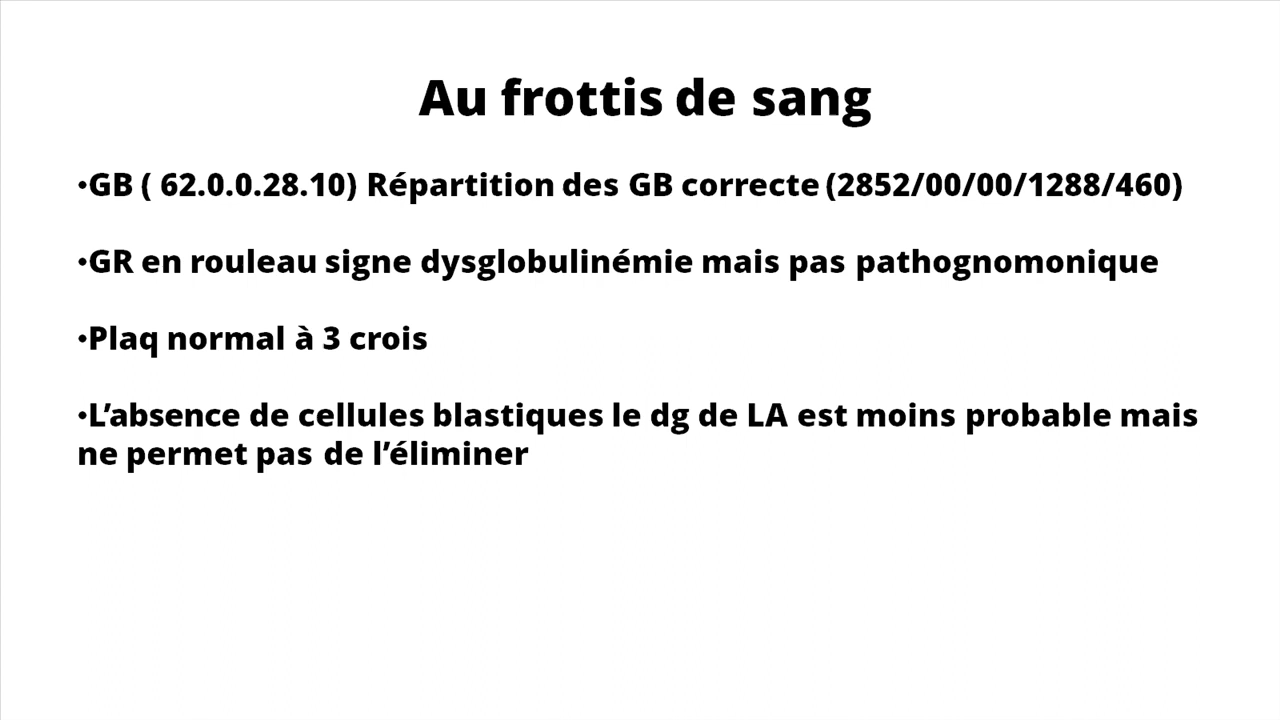 Au frottis de sang
•GB ( 62.0.0.28.10) Répartition des GB correcte (2852/00/00/1288/460)
•GR en rouleau signe dysglobulinémie mais pas pathognomonique
•Plaq normal à 3 crois
•L’absence de cellules blastiques le dg de LA est moins probable mais
ne permet pas de l’éliminer